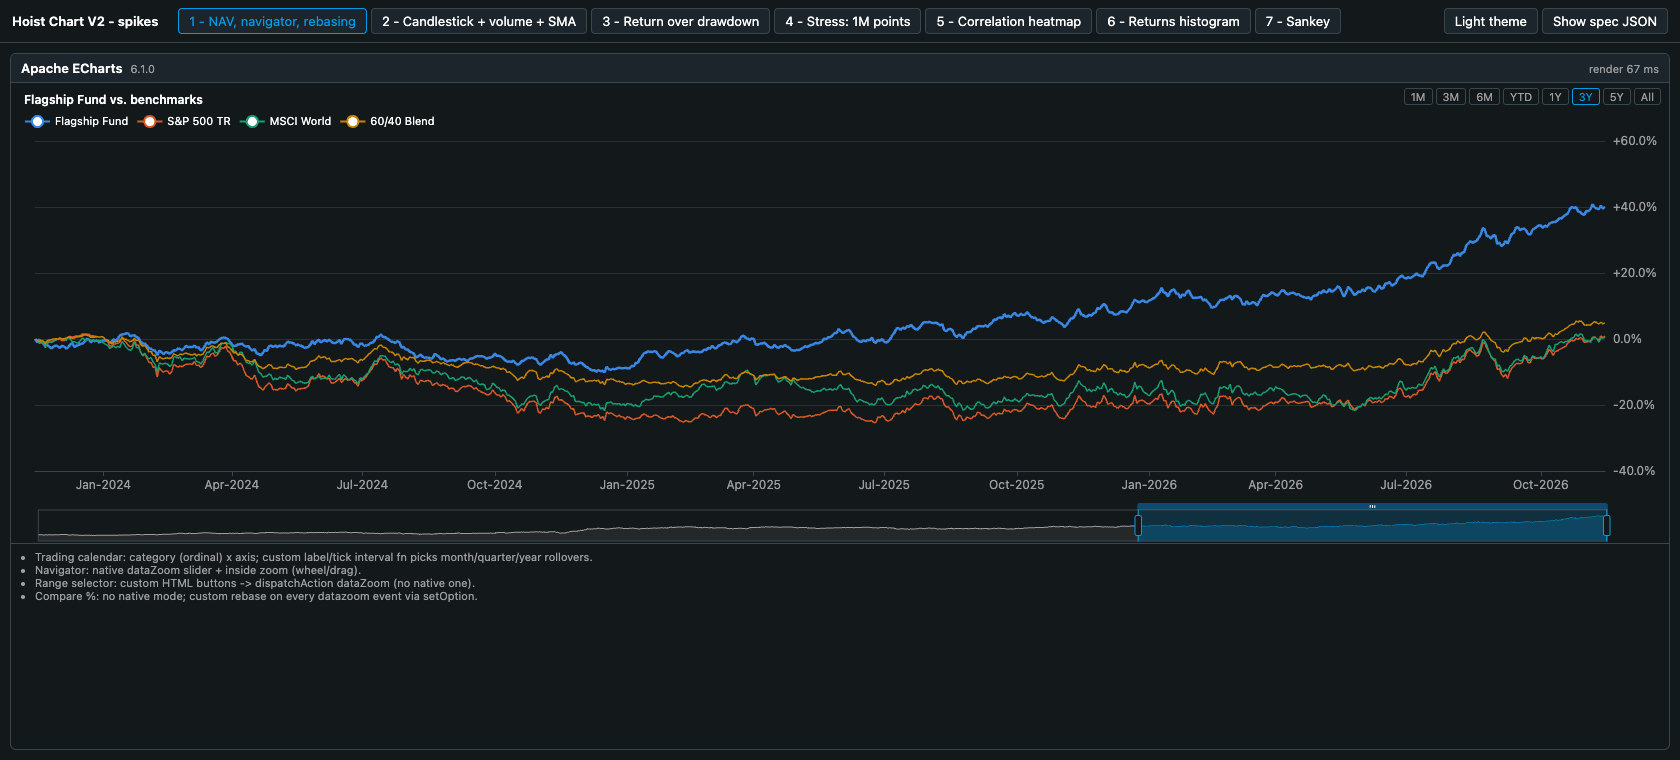 Hoist Chart V2 - spikes 1 - NAV, navigator, rebasing 2 - Candlestick + volume + SMA 3 - Return over drawdown 4 - Stress: 1M points 5 - Correlation heatmap 6 - Returns histogram 7 - Sankey Light theme Show spec JSON
Apache ECharts 6.1.0 render 67 ms
Flagship Fund vs. benchmarks 1M 3M 6M YTD 1Y 3Y 5Y All
Flagship Fund S&P 500 TR MSCI World 60/40 Blend
+60.0%
+40.0%
+20.0%
0.0%
-20.0%
-40.0%
Jan-2024 Apr-2024 Jul-2024 Oct-2024 Jan-2025 Apr-2025 Jul-2025 Oct-2025 Jan-2026 Apr-2026 Jul-2026 Oct-2026
• Trading calendar: category (ordinal) x axis; custom label/tick interval fn picks month/quarter/year rollovers.
• Navigator: native dataZoom slider + inside zoom (wheel/drag).
• Range selector: custom HTML buttons -> dispatchAction dataZoom (no native one).
• Compare %: no native mode; custom rebase on every datazoom event via setOption.